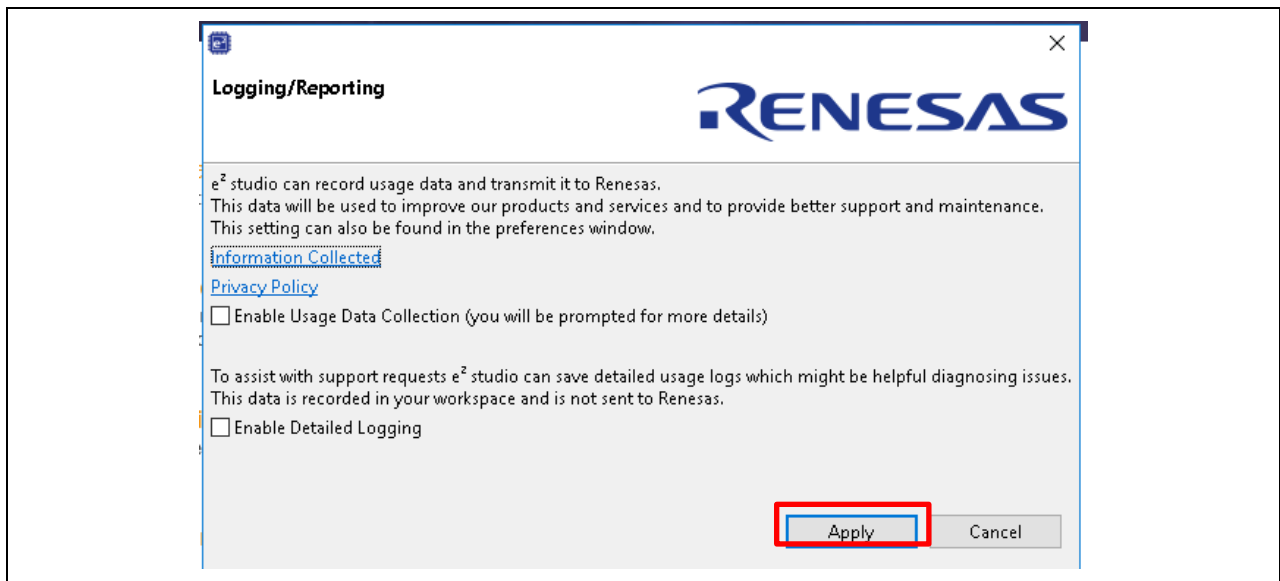 Logging/Reporting
RENESAS
e² studio can record usage data and transmit it to Renesas.
This data will be used to improve our products and services and to provide better support and maintenance.
This setting can also be found in the preferences window.
Information Collected
Privacy Policy
Enable Usage Data Collection (you will be prompted for more details)
To assist with support requests e² studio can save detailed usage logs which might be helpful diagnosing issues.
This data is recorded in your workspace and is not sent to Renesas.
Enable Detailed Logging
Apply Cancel